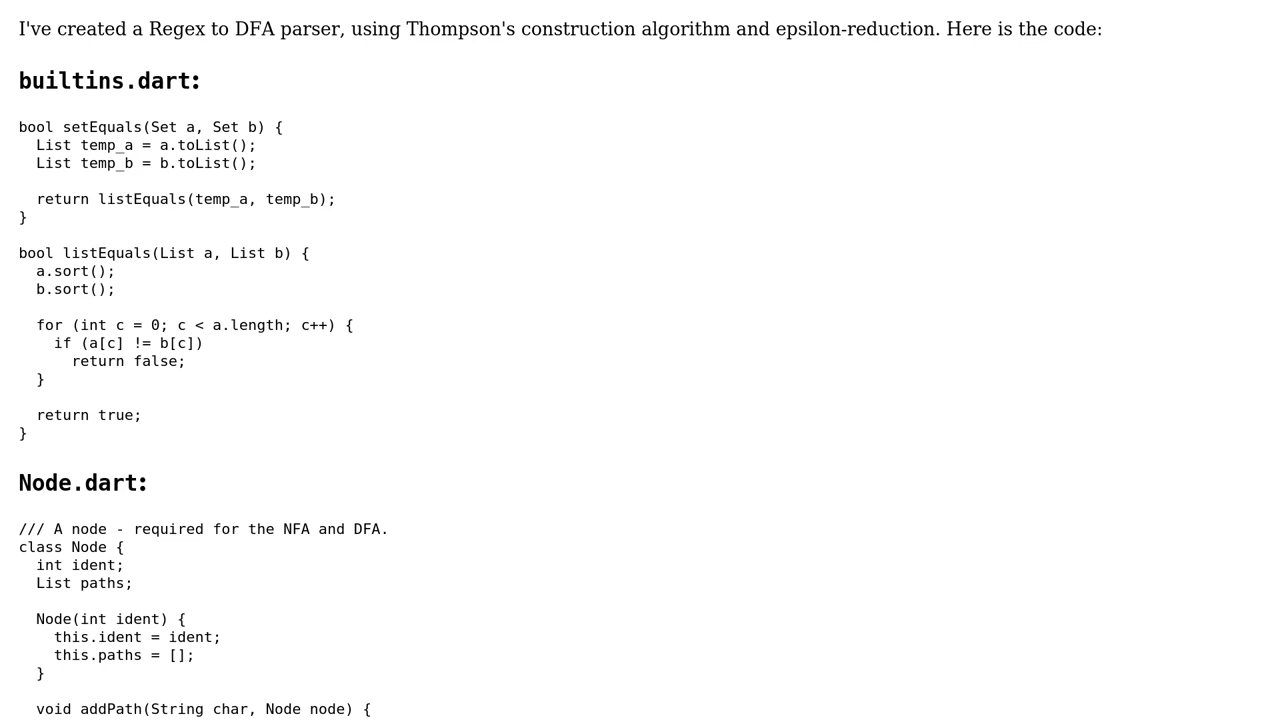 I've created a Regex to DFA parser, using Thompson's construction algorithm and epsilon-reduction. Here is the code:
builtins.dart:
bool setEquals(Set a, Set b) {
  List temp_a = a.toList();
  List temp_b = b.toList();

  return listEquals(temp_a, temp_b);
}

bool listEquals(List a, List b) {
  a.sort();
  b.sort();

  for (int c = 0; c < a.length; c++) {
    if (a[c] != b[c])
      return false;
  }

  return true;
}
Node.dart:
/// A node - required for the NFA and DFA.
class Node {
  int ident;
  List paths;

  Node(int ident) {
    this.ident = ident;
    this.paths = [];
  }

  void addPath(String char, Node node) {